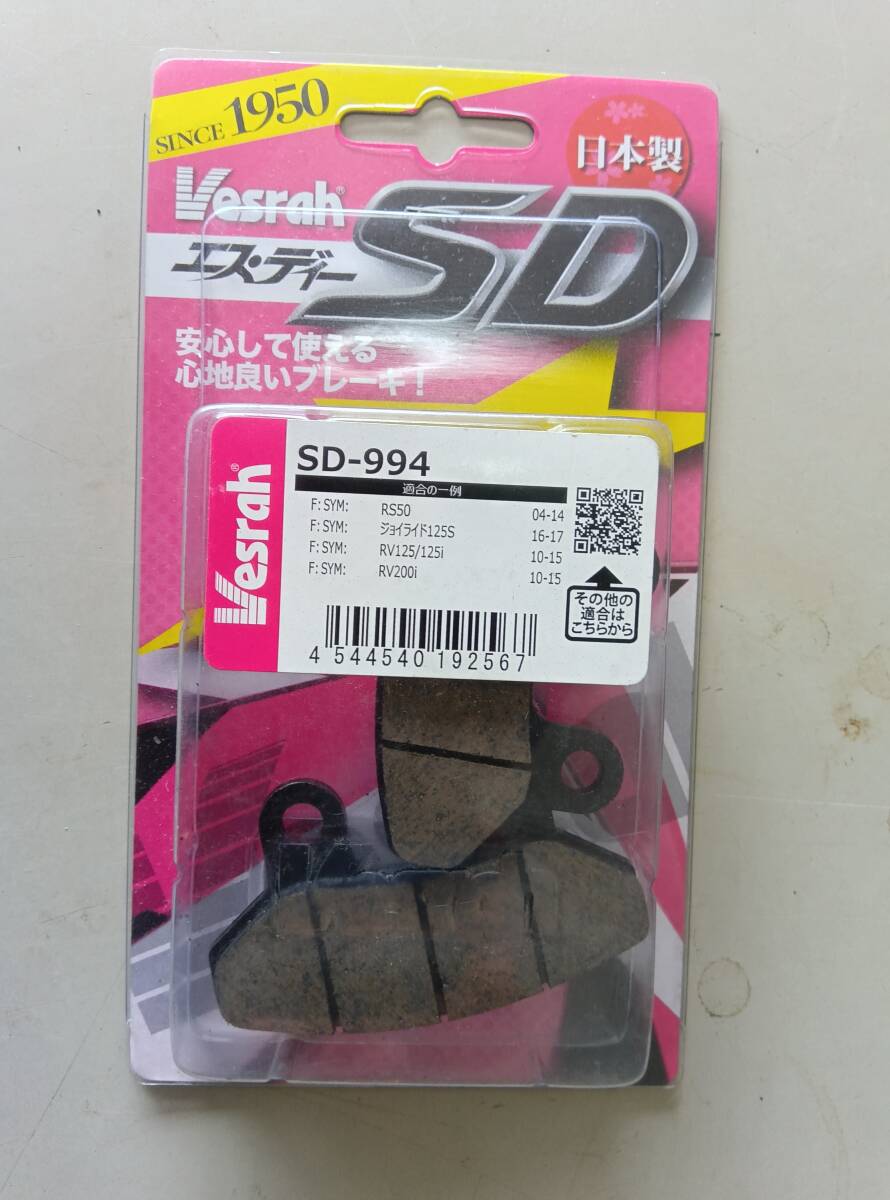 SINCE 1950
日本製
Vesrah®
SD
エス・ディー
安心して使える
心地良いブレーキ!
Vesrah®
SD-994
適合の一例
F: SYM: RS50 04-14
F: SYM: ジョイライド125S 16-17
F: SYM: RV125/125i 10-15
F: SYM: RV200i 10-15
その他の
適合は
こちらから
4 544540 192567